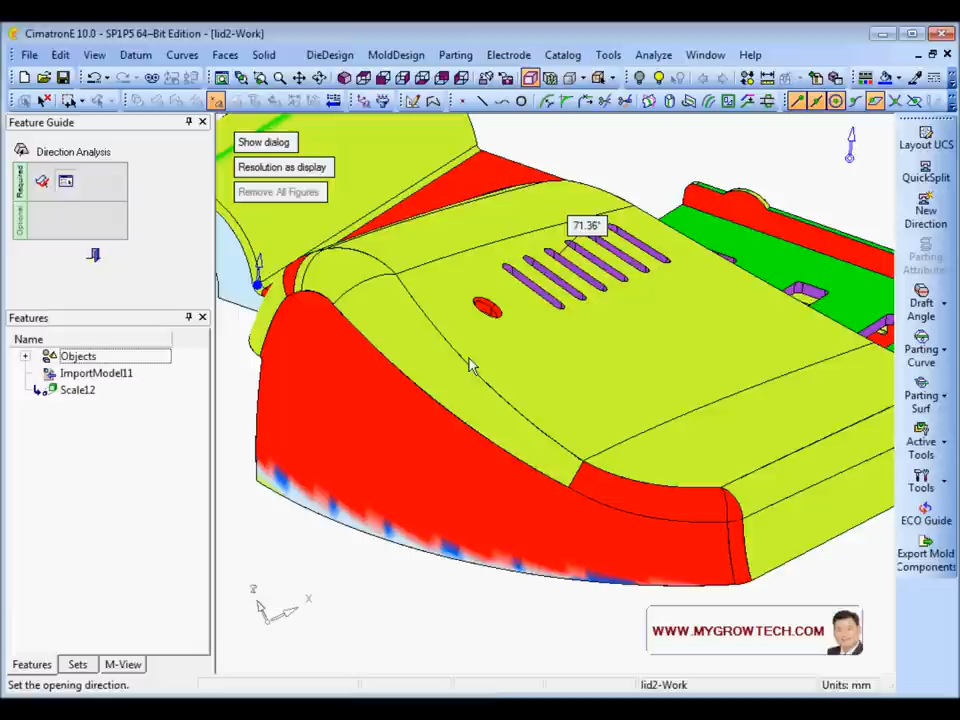 CimatronE 10.0 - SP1P5 64-Bit Edition - [lid2-Work]
File Edit View Datum Curves Faces Solid DieDesign MoldDesign Parting Electrode Catalog Tools Analyze Window Help
Feature Guide
Direction Analysis
Required
Optional
Features
Name
Objects
ImportModel11
Scale12
Features Sets M-View
Show dialog
Resolution as display
Remove All Figures
71.36°
Z
X
WWW.MYGROWTECH.COM
Layout UCS
QuickSplit
New
Direction
Parting
Attribute
Draft
Angle
Parting
Curve
Parting
Surf
Active
Tools
Tools
ECO Guide
Export Mold
Components
Set the opening direction.
lid2-Work
Units: mm